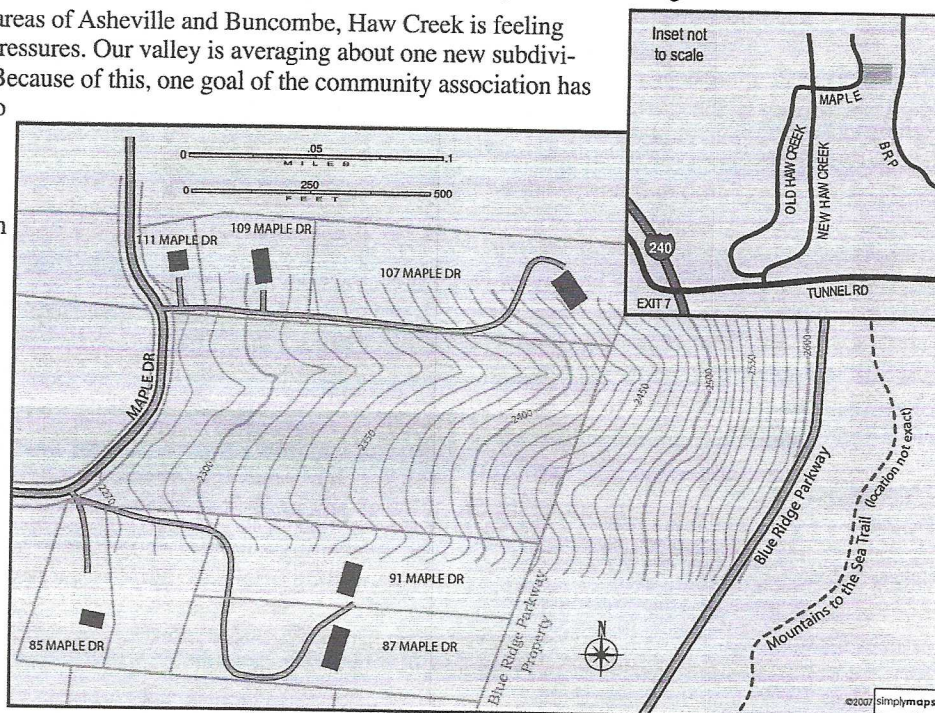 areas of Asheville and Buncombe, Haw Creek is feeling
ressures. Our valley is averaging about one new subdivi-
Because of this, one goal of the community association has
Inset not
to scale
MAPLE
OLD HAW CREEK
NEW HAW CREEK
BRP
240
EXIT 7
TUNNEL RD
0 .05 .1
MILES
0 250 500
FEET
111 MAPLE DR
109 MAPLE DR
107 MAPLE DR
MAPLE DR
2270
2300
2350
2400
2450
2500
2550
2600
Blue Ridge Parkway
Mountains to the Sea Trail (location not exact)
91 MAPLE DR
87 MAPLE DR
85 MAPLE DR
Blue Ridge Parkway
Property
N
©2007 simplymaps